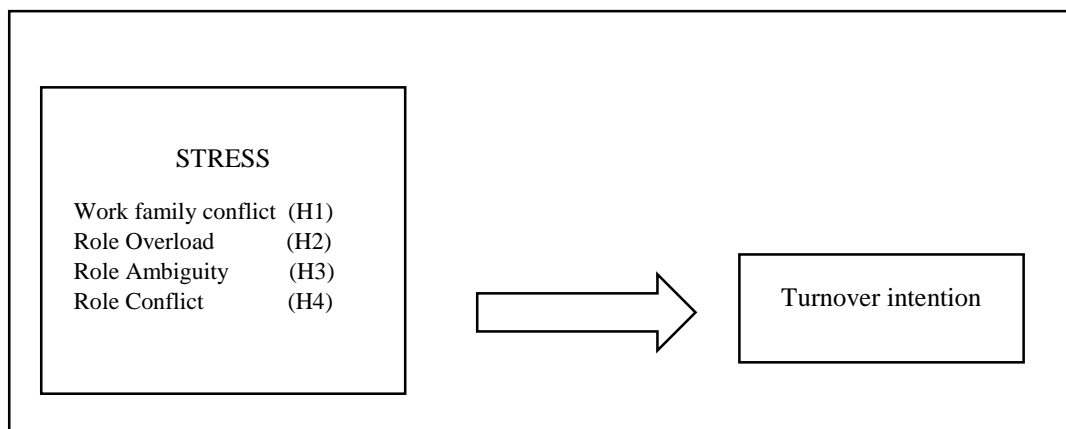 STRESS
Work family conflict (H1)
Role Overload (H2)
Role Ambiguity (H3)
Role Conflict (H4)
Turnover intention